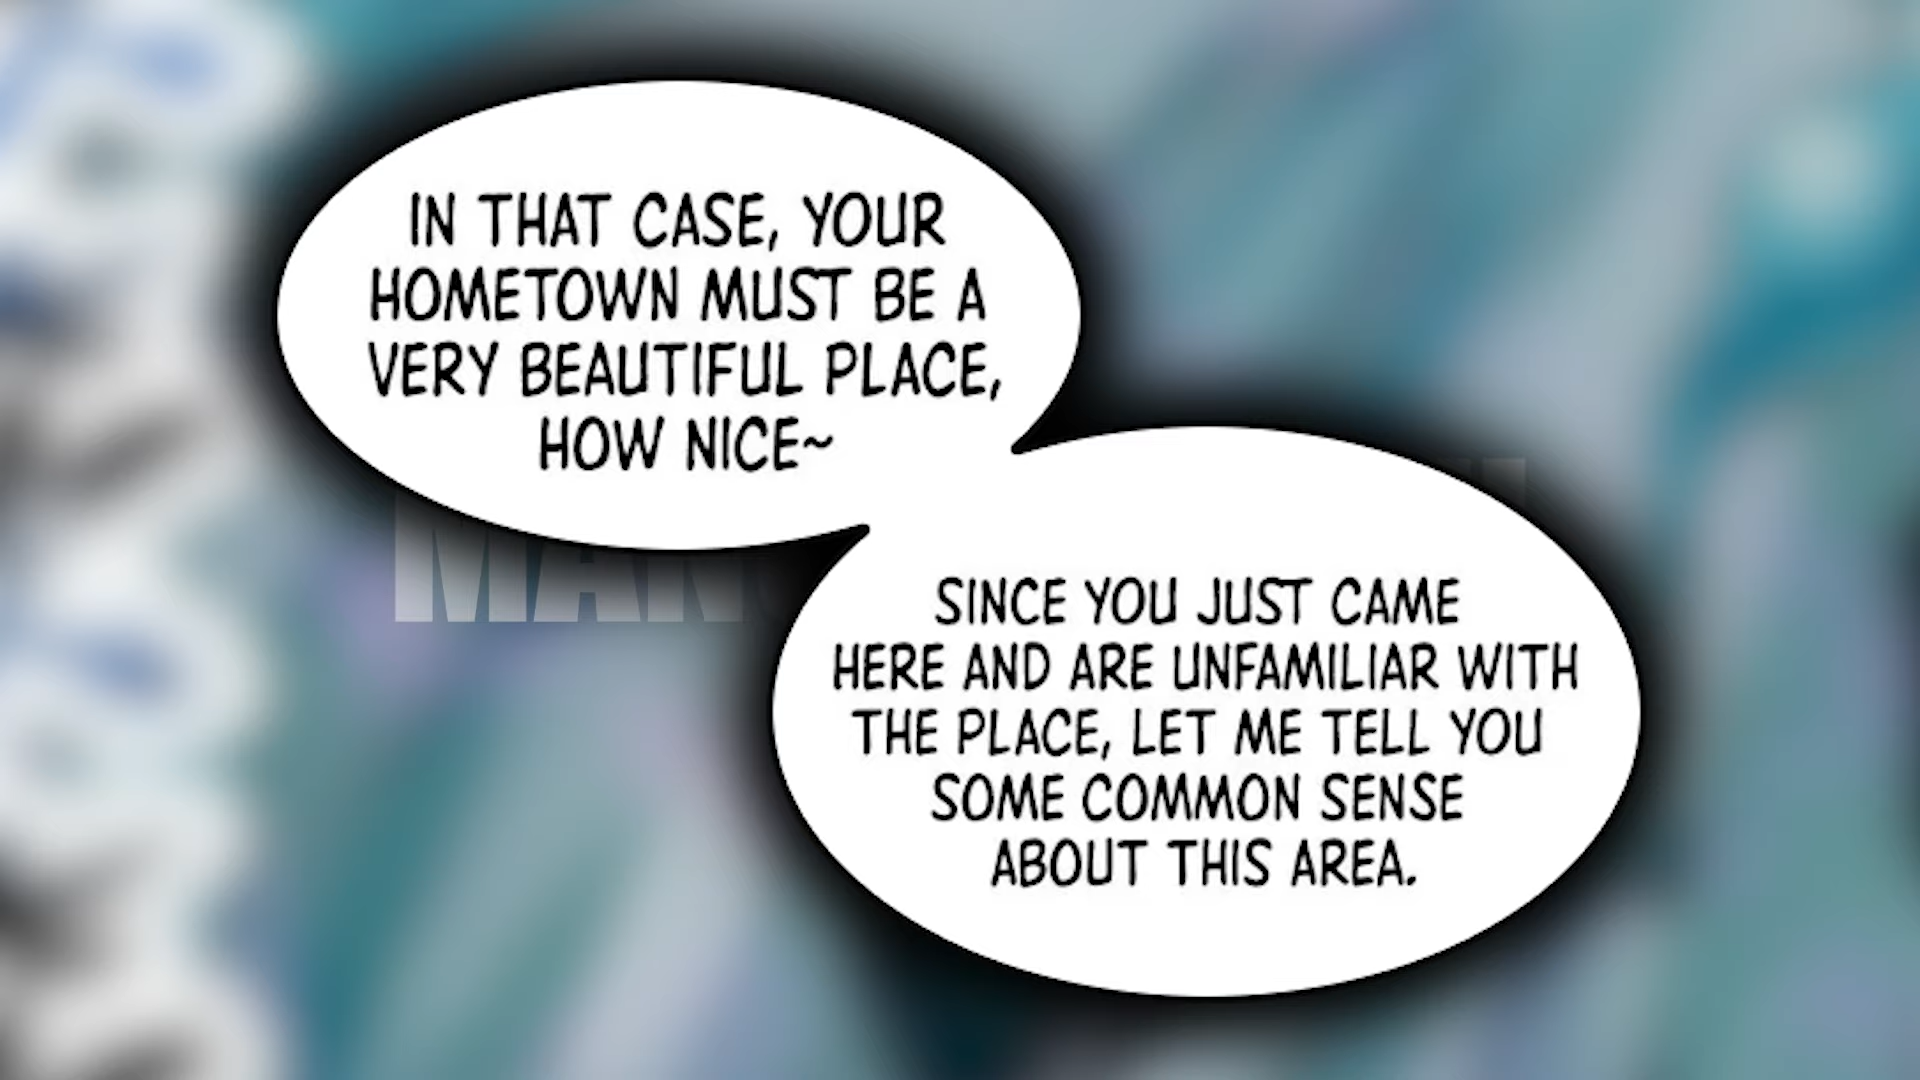 IN THAT CASE, YOUR
HOMETOWN MUST BE A
VERY BEAUTIFUL PLACE,
HOW NICE~
SINCE YOU JUST CAME
HERE AND ARE UNFAMILIAR WITH
THE PLACE, LET ME TELL YOU
SOME COMMON SENSE
ABOUT THIS AREA.